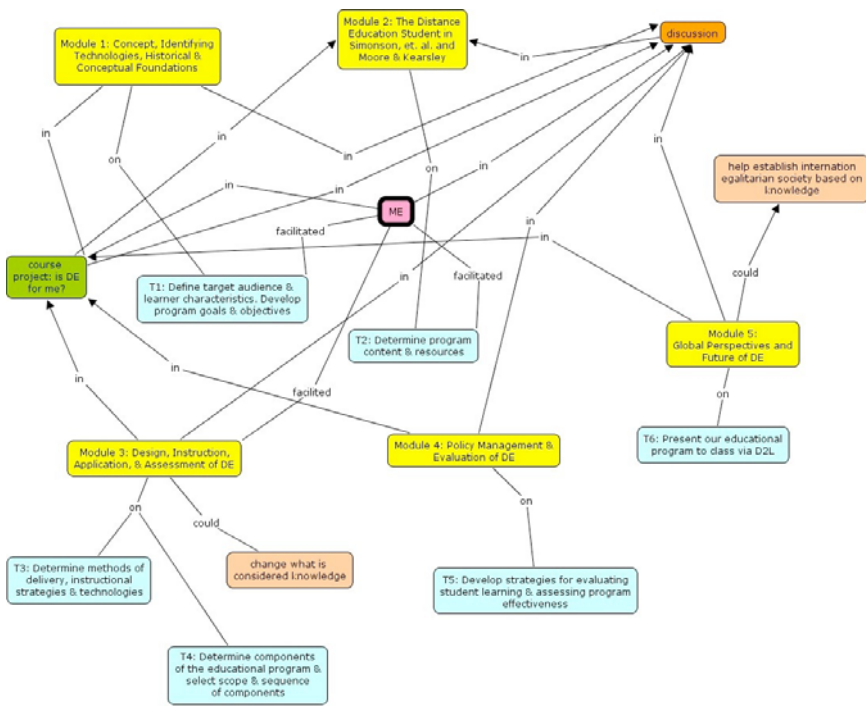 Module 1: Concept, Identifying
Technologies, Historical &
Conceptual Foundations
Module 2: The Distance
Education Student in
Simonson, et. al. and
Moore & Kearsley
discussion
in
in
in
in
on
in
in
on
in
in
in
help establish internation
egalitarian society based on
knowledge
ME
facilitated
in
in
course
project: is DE
for me?
T1: Define target audience &
learner characteristics. Develop
program goals & objectives
in
facilitated
could
T2: Determine program
content & resources
Module 5:
Global Perspectives and
Future of DE
in
in
facilited
on
Module 3: Design, Instruction,
Application, & Assessment of DE
Module 4: Policy Management &
Evaluation of DE
T6: Present our educational
program to class via D2L
on
could
on
T3: Determine methods of
delivery, instructional
strategies & technologies
change what is
considered knowledge
T5: Develop strategies for evaluating
student learning & assessing program
effectiveness
T4: Determine components
of the educational program &
select scope & sequence
of components